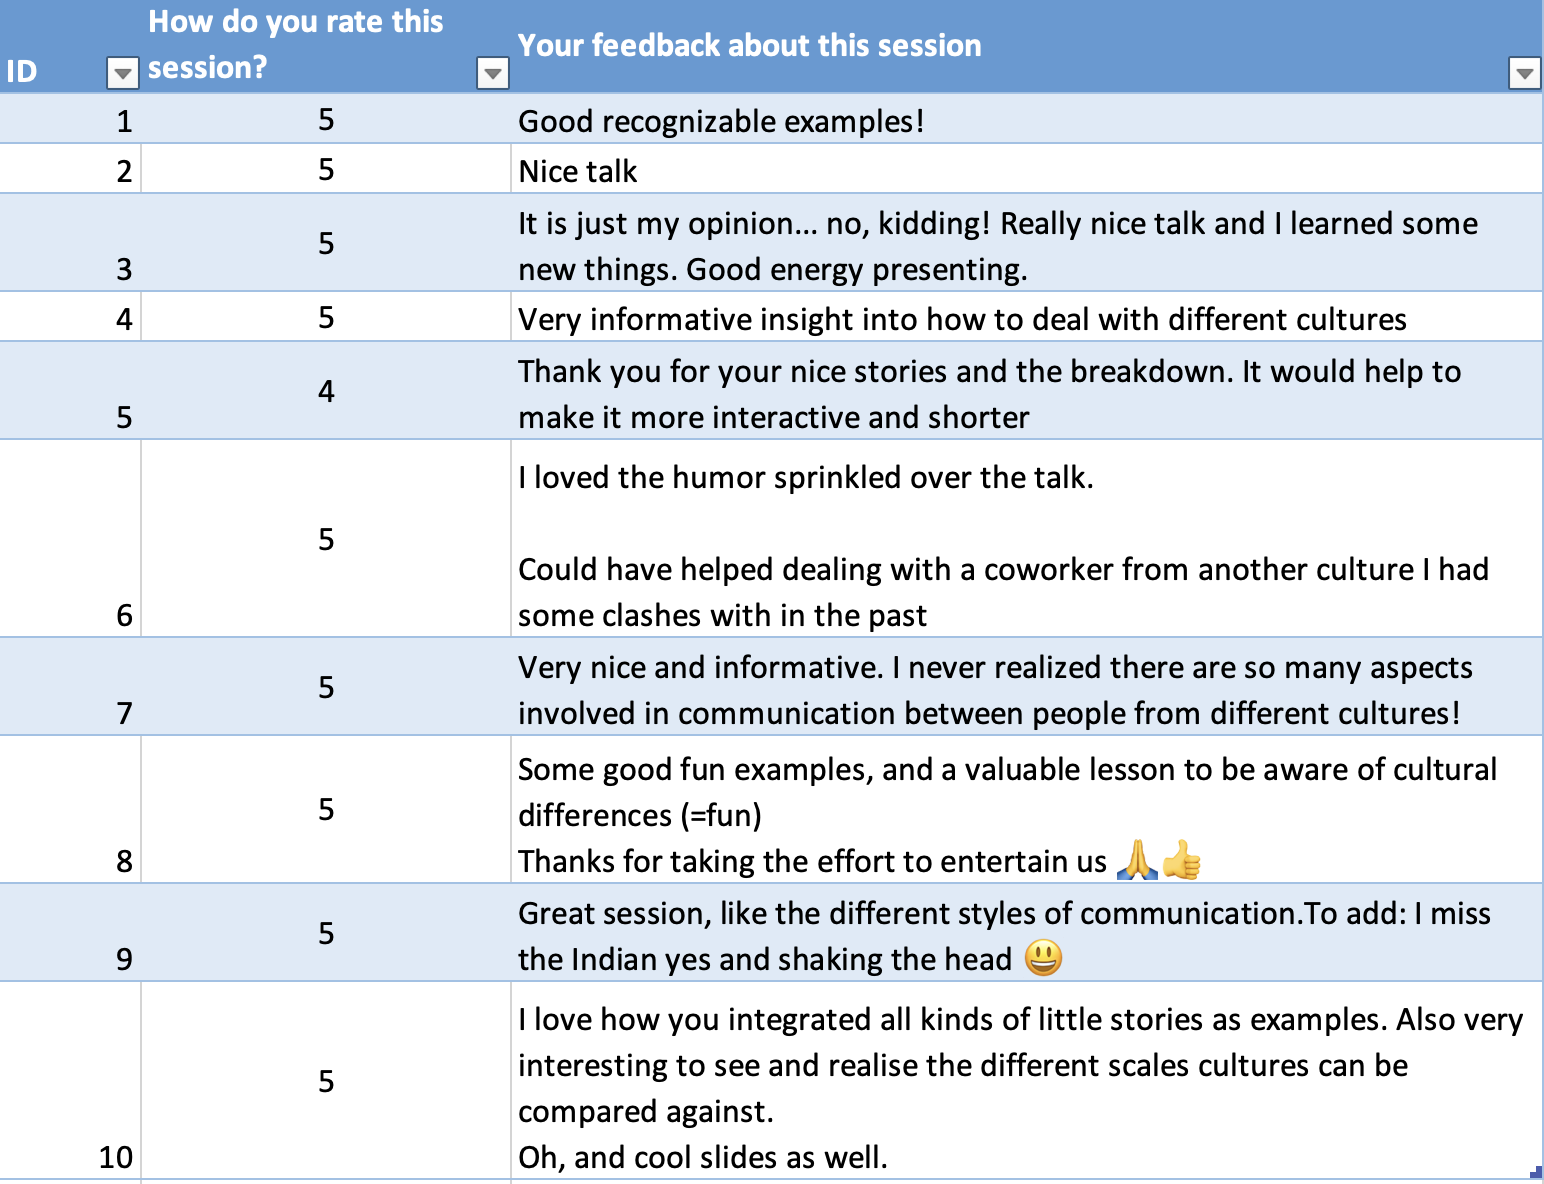 ID How do you rate this session? Your feedback about this session
1 5 Good recognizable examples!
2 5 Nice talk
3 5 It is just my opinion... no, kidding! Really nice talk and I learned some
new things. Good energy presenting.
4 5 Very informative insight into how to deal with different cultures
5 4 Thank you for your nice stories and the breakdown. It would help to
make it more interactive and shorter
6 5 I loved the humor sprinkled over the talk.
Could have helped dealing with a coworker from another culture I had
some clashes with in the past
7 5 Very nice and informative. I never realized there are so many aspects
involved in communication between people from different cultures!
8 5 Some good fun examples, and a valuable lesson to be aware of cultural
differences (=fun)
Thanks for taking the effort to entertain us 🙏👍
9 5 Great session, like the different styles of communication.To add: I miss
the Indian yes and shaking the head 😃
10 5 I love how you integrated all kinds of little stories as examples. Also very
interesting to see and realise the different scales cultures can be
compared against.
Oh, and cool slides as well.